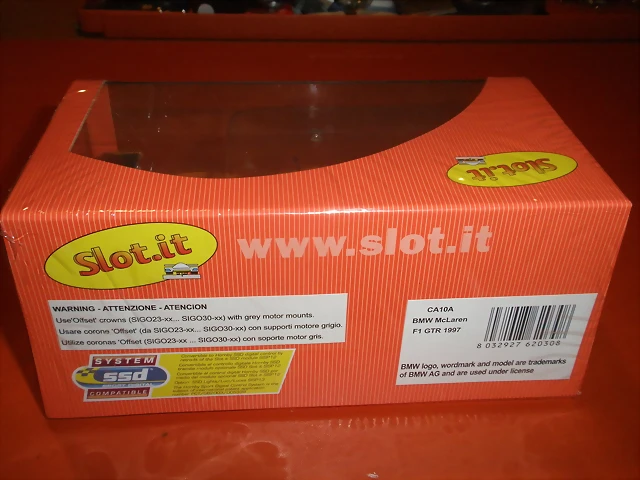 Slot.it
Slot.it
www.slot.it
WARNING - ATTENZIONE - ATENCION
Use'Offset' crowns (SIGO23-xx... SIGO30-xx) with grey motor mounts.
Usare corone 'Offset' (da SIGO23-xx... SIGO30-xx) con supporti motore grigio.
Utilize coronas 'Offset (SIGO23-xx ... SIGO30-xx) con soporte motor gris.
CA10A
BMW McLaren
F1 GTR 1997
8 032927 620308
BMW logo, wordmark and model are trademarks
of BMW AG and are used under license
SYSTEM
ssd
COMPATIBLE